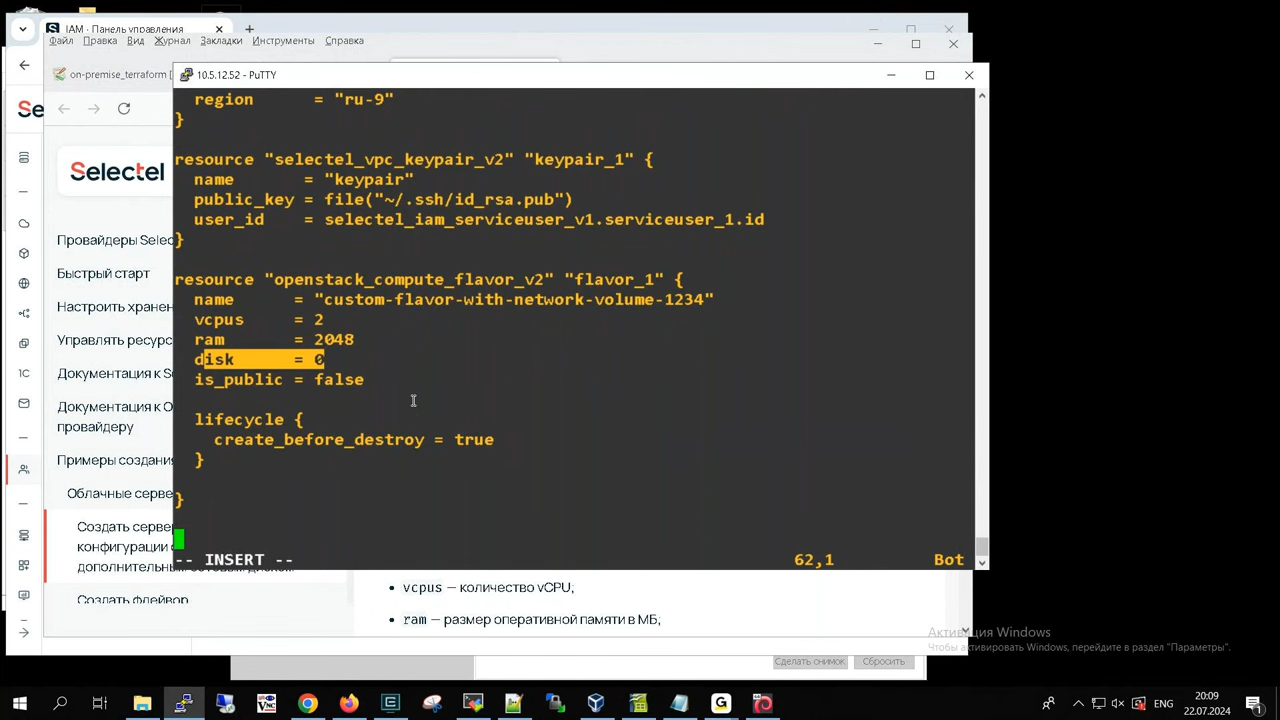 IAM · Панель управления
Файл Правка Вид Журнал Закладки Инструменты Справка
on-premise_terraform [
10.5.12.52 - PuTTY
Se
Selectel
1C
Провайдеры Selec
Быстрый старт
Настроить хранен
Управлять ресурс
Документация к S
Документация к O
провайдеру
Примеры создания
Облачные серве
Создать серве
конфигурации с
Создать флейвор
region = "ru-9"
}
resource "selectel_vpc_keypair_v2" "keypair_1" {
name = "keypair"
public_key = file("~/.ssh/id_rsa.pub")
user_id = selectel_iam_serviceuser_v1.serviceuser_1.id
}
resource "openstack_compute_flavor_v2" "flavor_1" {
name = "custom-flavor-with-network-volume-1234"
vcpus = 2
ram = 2048
disk = 0
is_public = false
lifecycle {
create_before_destroy = true
}
}
-- INSERT -- 62,1 Bot
• vcpus — количество vCPU;
• ram — размер оперативной памяти в МБ;
Активация Windows
Чтобы активировать Windows, перейдите в раздел "Параметры".
Сделать снимок Сбросить
ENG
20:09
22.07.2024
1